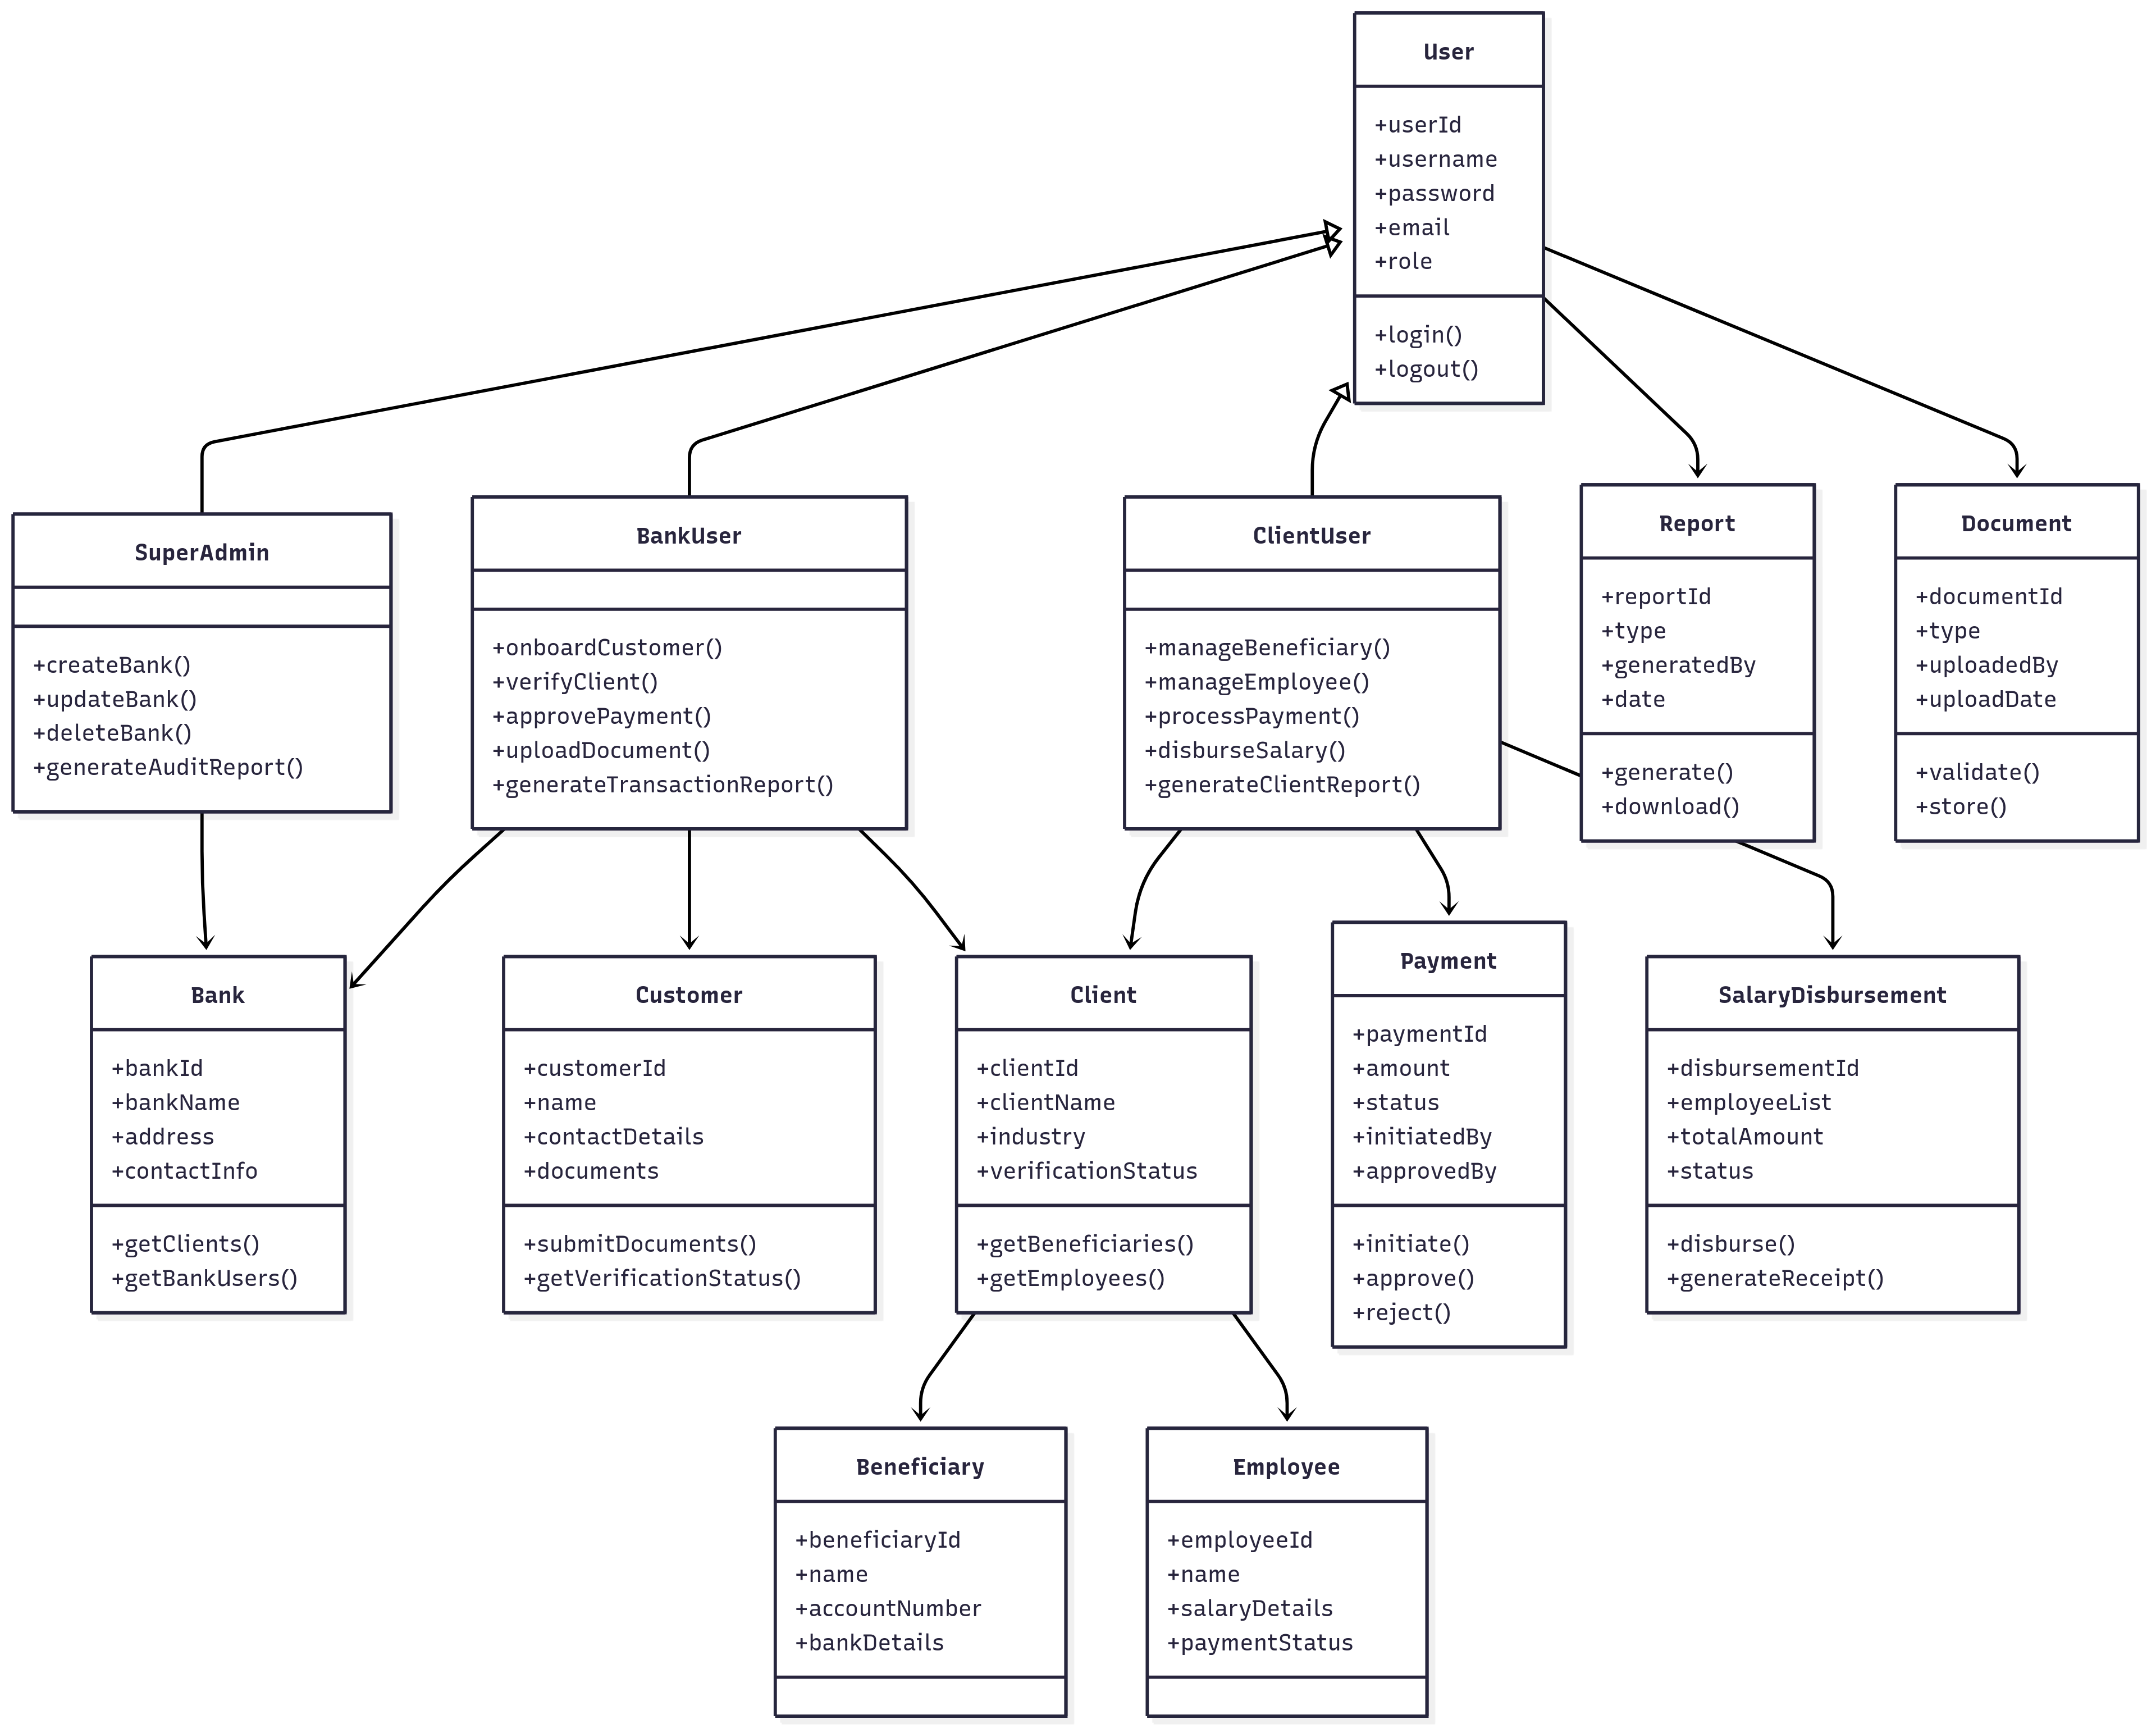 User
+userId
+username
+password
+email
+role
+login()
+logout()
SuperAdmin
+createBank()
+updateBank()
+deleteBank()
+generateAuditReport()
BankUser
+onboardCustomer()
+verifyClient()
+approvePayment()
+uploadDocument()
+generateTransactionReport()
ClientUser
+manageBeneficiary()
+manageEmployee()
+processPayment()
+disburseSalary()
+generateClientReport()
Report
+reportId
+type
+generatedBy
+date
+generate()
+download()
Document
+documentId
+type
+uploadedBy
+uploadDate
+validate()
+store()
Bank
+bankId
+bankName
+address
+contactInfo
+getClients()
+getBankUsers()
Customer
+customerId
+name
+contactDetails
+documents
+submitDocuments()
+getVerificationStatus()
Client
+clientId
+clientName
+industry
+verificationStatus
+getBeneficiaries()
+getEmployees()
Payment
+paymentId
+amount
+status
+initiatedBy
+approvedBy
+initiate()
+approve()
+reject()
SalaryDisbursement
+disbursementId
+employeeList
+totalAmount
+status
+disburse()
+generateReceipt()
Beneficiary
+beneficiaryId
+name
+accountNumber
+bankDetails
Employee
+employeeId
+name
+salaryDetails
+paymentStatus